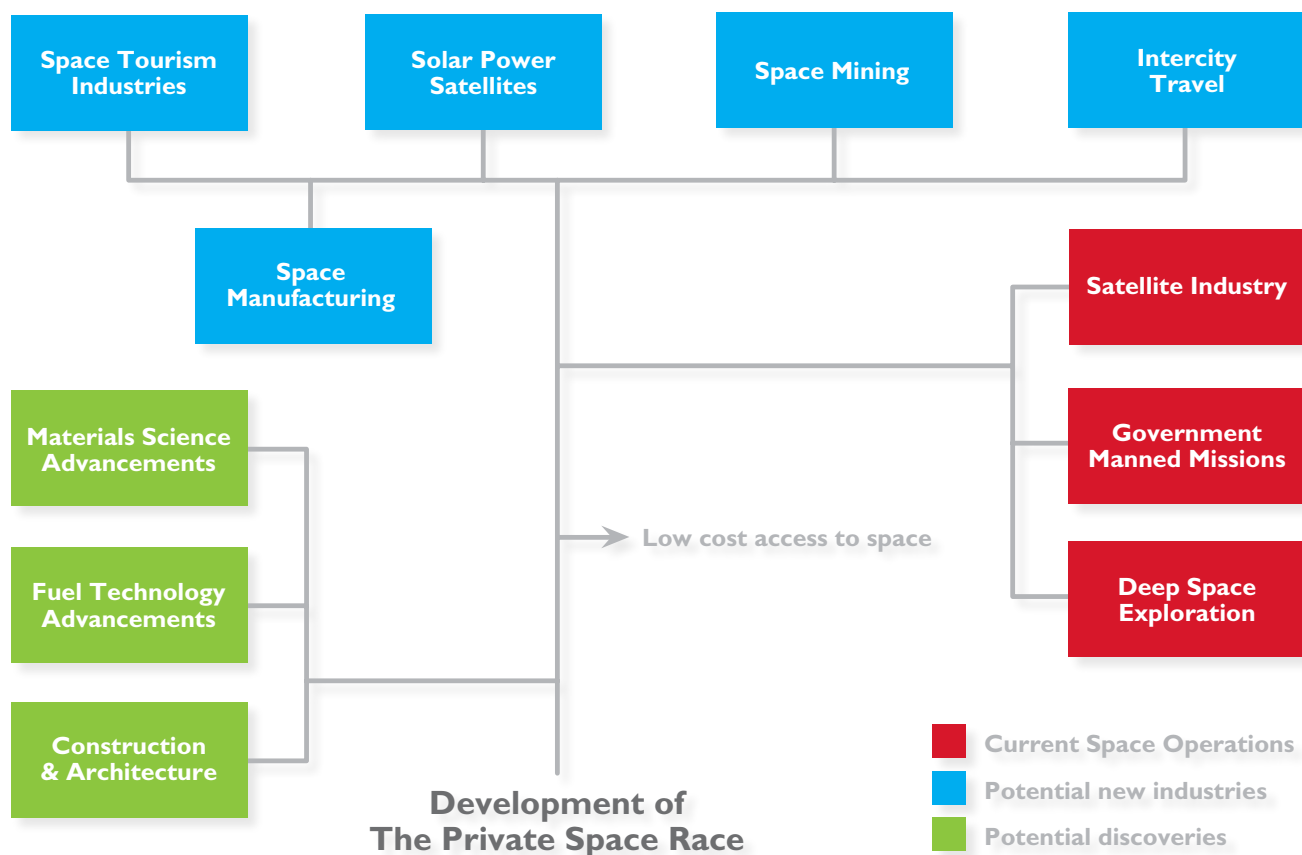 Space Tourism
Industries
Solar Power
Satellites
Space Mining
Intercity
Travel
Space
Manufacturing
Satellite Industry
Materials Science
Advancements
Government
Manned Missions
Low cost access to space
Fuel Technology
Advancements
Deep Space
Exploration
Construction
& Architecture
Development of
The Private Space Race
Current Space Operations
Potential new industries
Potential discoveries